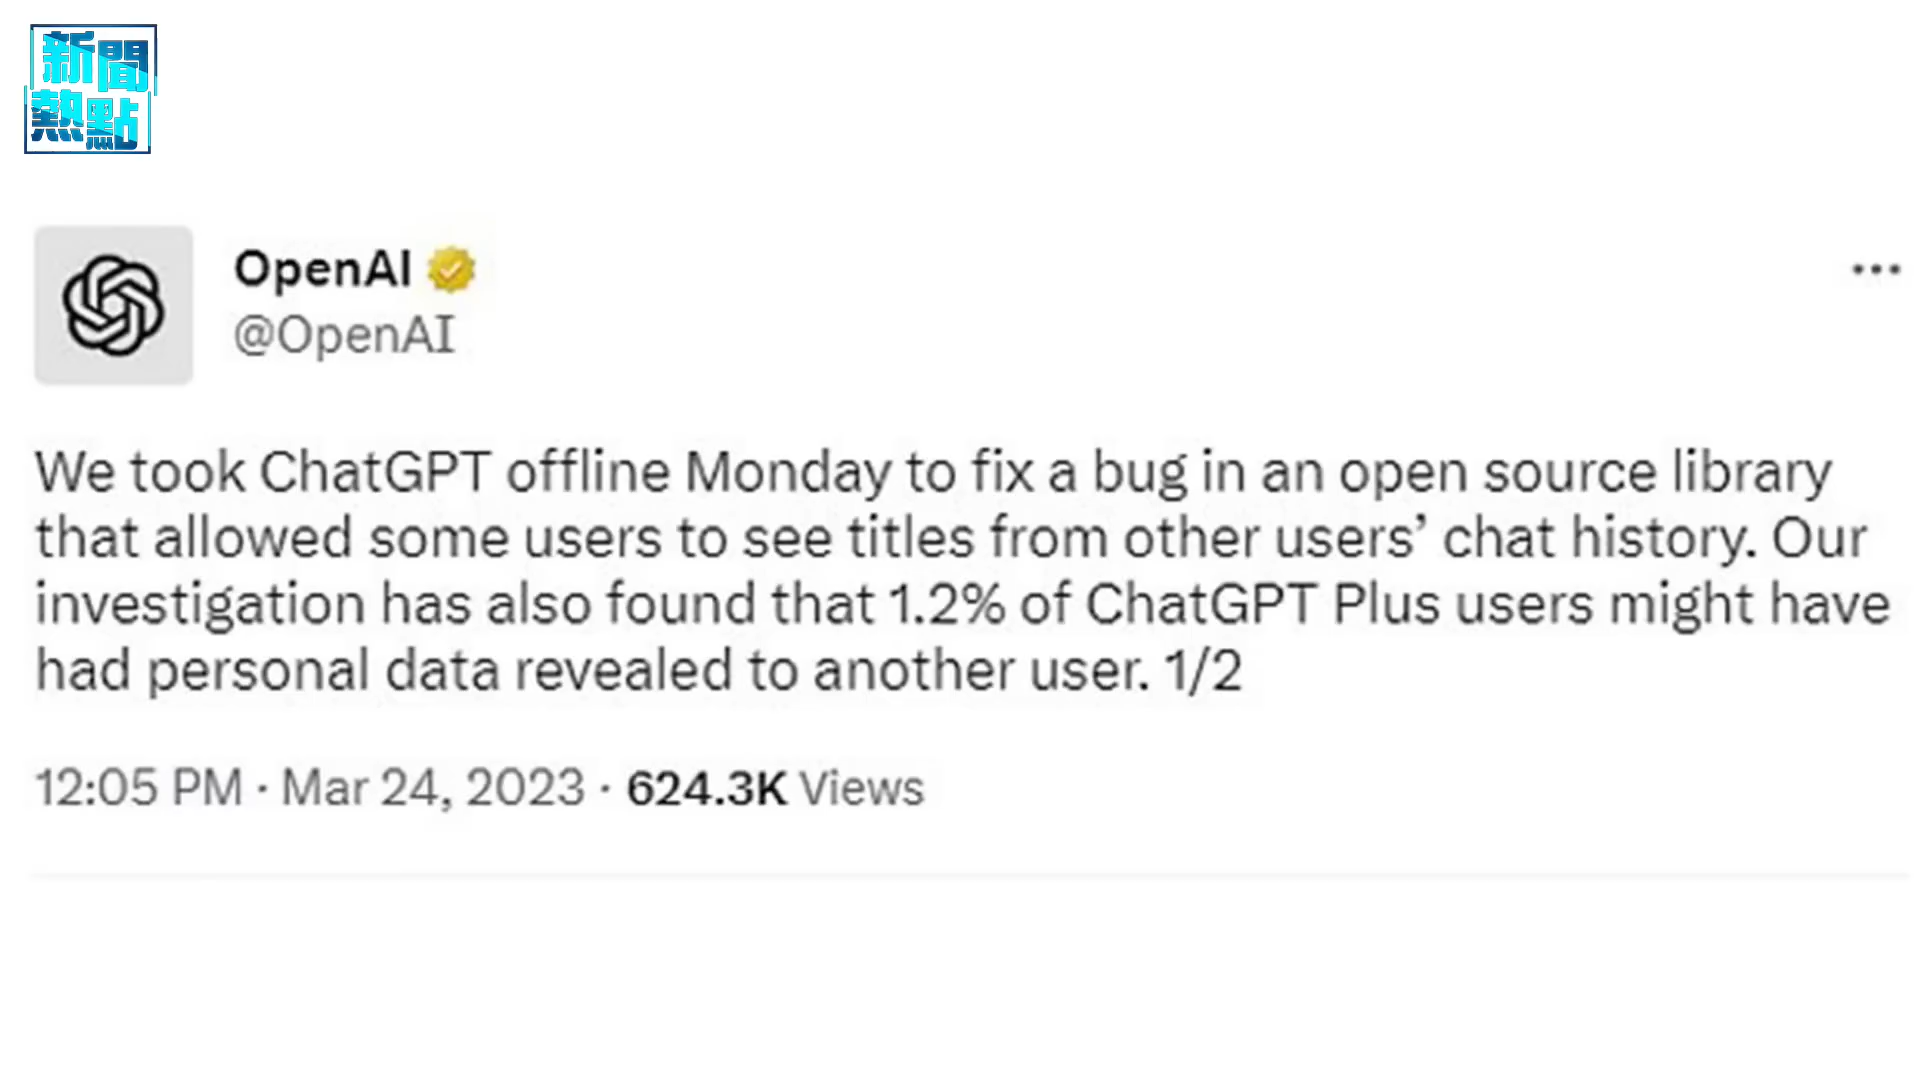 新聞
熱點
OpenAI
@OpenAI
We took ChatGPT offline Monday to fix a bug in an open source library
that allowed some users to see titles from other users’ chat history. Our
investigation has also found that 1.2% of ChatGPT Plus users might have
had personal data revealed to another user. 1/2
12:05 PM · Mar 24, 2023 · 624.3K Views